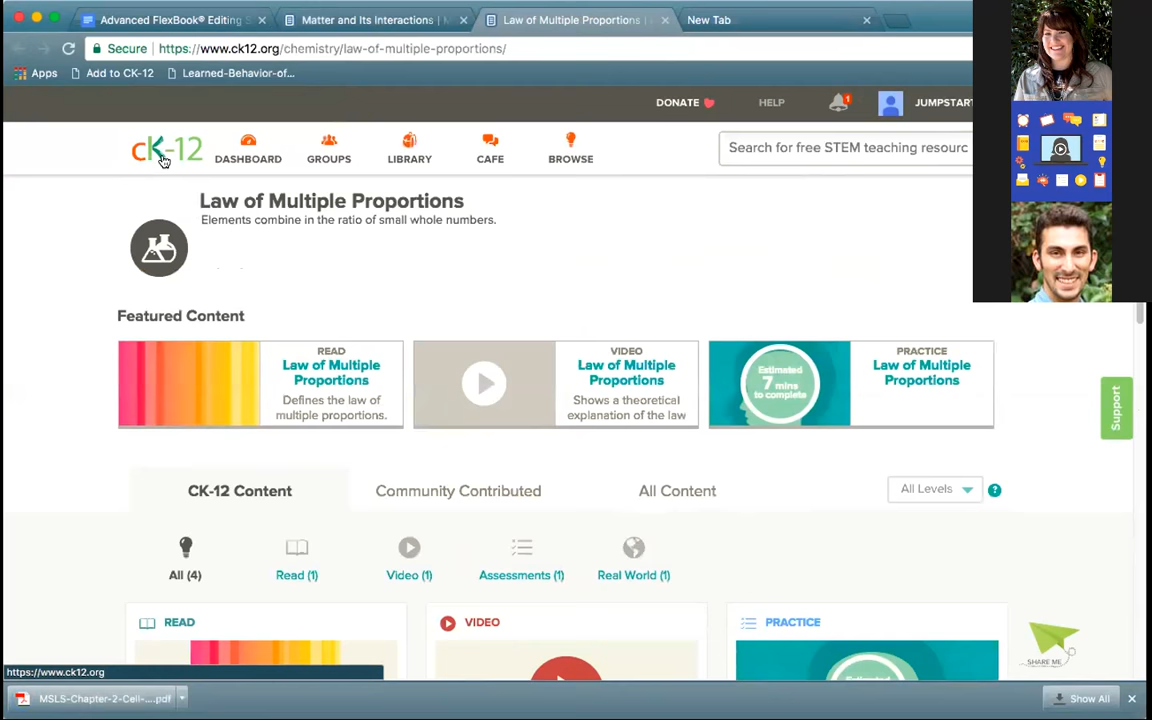 Advanced FlexBook® Editing S
Matter and Its Interactions | M
Law of Multiple Proportions |
New Tab
Secure
https://www.ck12.org/chemistry/law-of-multiple-proportions/
Apps
Add to CK-12
Learned-Behavior-of...
DONATE
HELP
1
JUMPSTART
cK-12
DASHBOARD
GROUPS
LIBRARY
CAFE
BROWSE
Search for free STEM teaching resourc
Law of Multiple Proportions
Elements combine in the ratio of small whole numbers.
Featured Content
READ
Law of Multiple
Proportions
Defines the law of
multiple proportions.
VIDEO
Law of Multiple
Proportions
Shows a theoretical
explanation of the law
Estimated
7 mins
to complete
PRACTICE
Law of Multiple
Proportions
Support
CK-12 Content
Community Contributed
All Content
All Levels
?
All (4)
Read (1)
Video (1)
Assessments (1)
Real World (1)
READ
VIDEO
PRACTICE
SHARE ME
https://www.ck12.org
MSLS-Chapter-2-Cell-....pdf
Show All